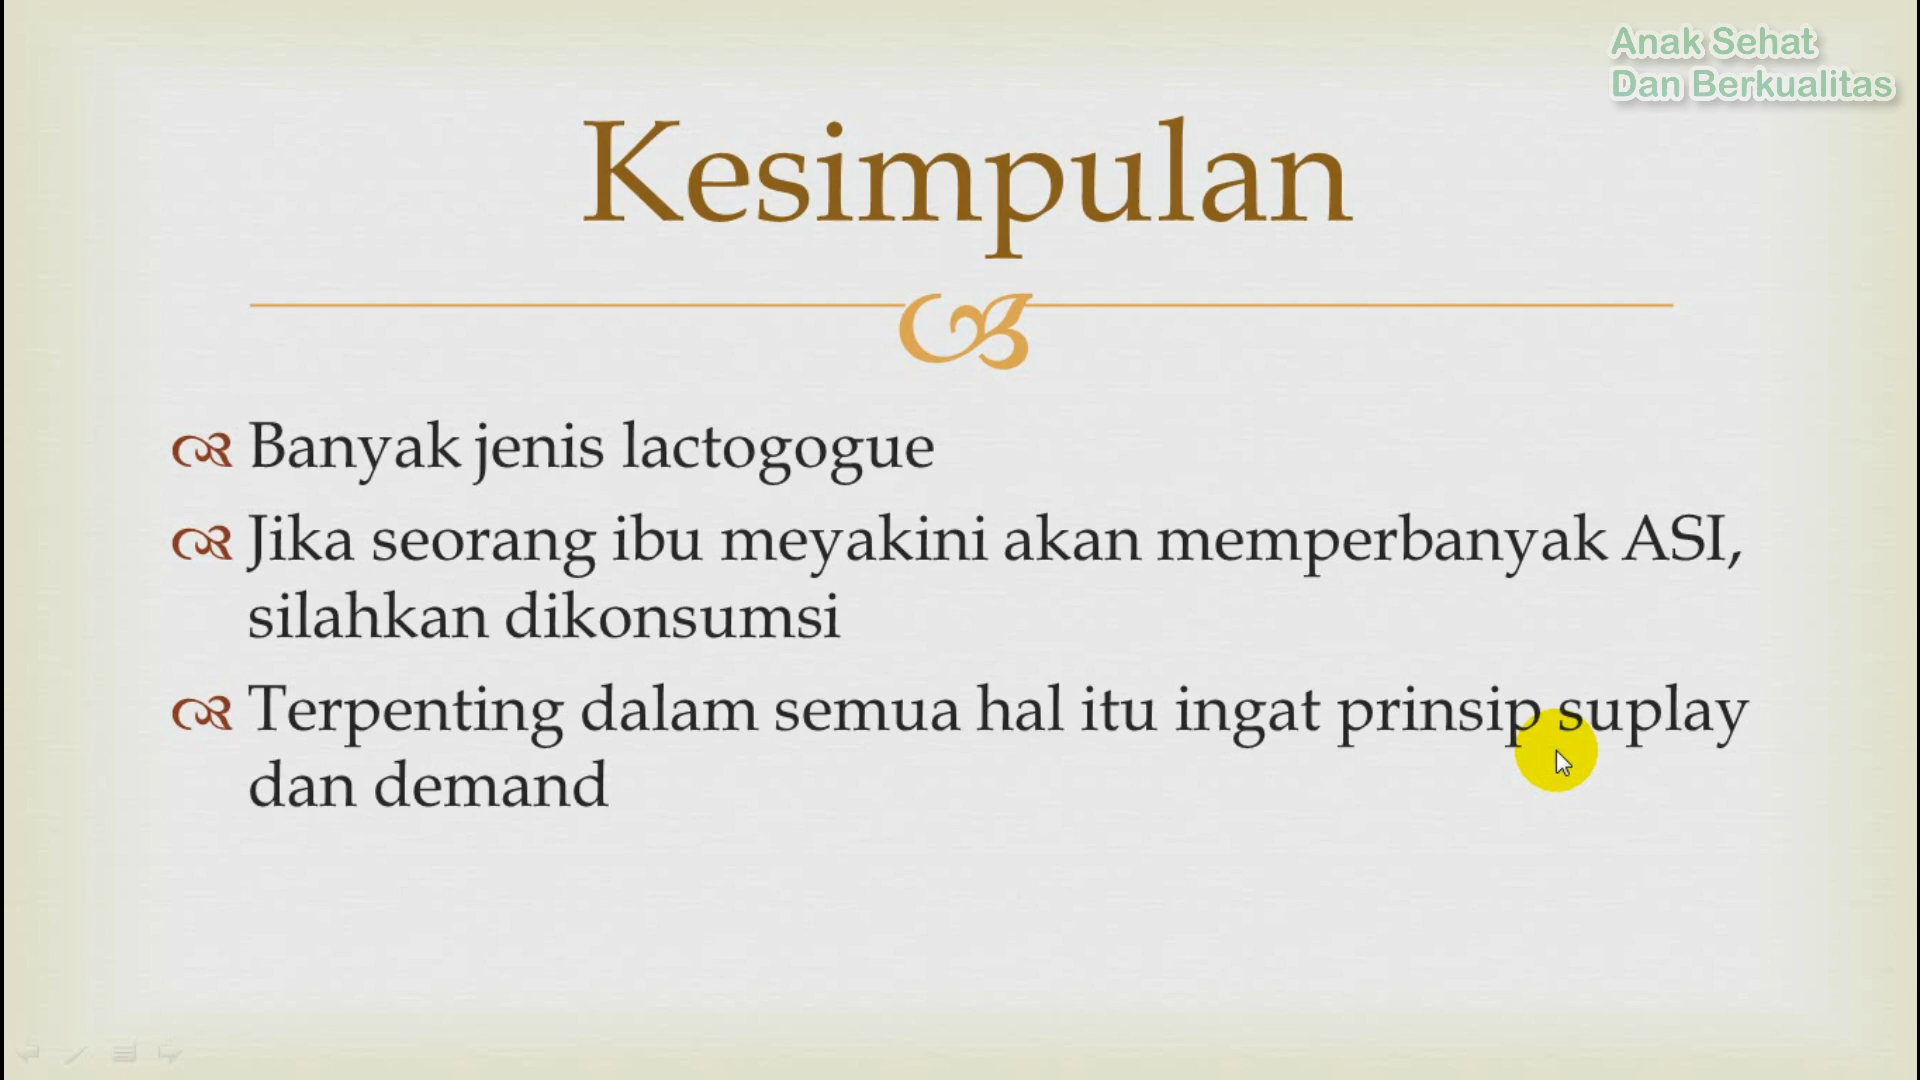 Anak Sehat
Dan Berkualitas
Kesimpulan
Banyak jenis lactogogue
Jika seorang ibu meyakini akan memperbanyak ASI,
silahkan dikonsumsi
Terpenting dalam semua hal itu ingat prinsip suplay
dan demand